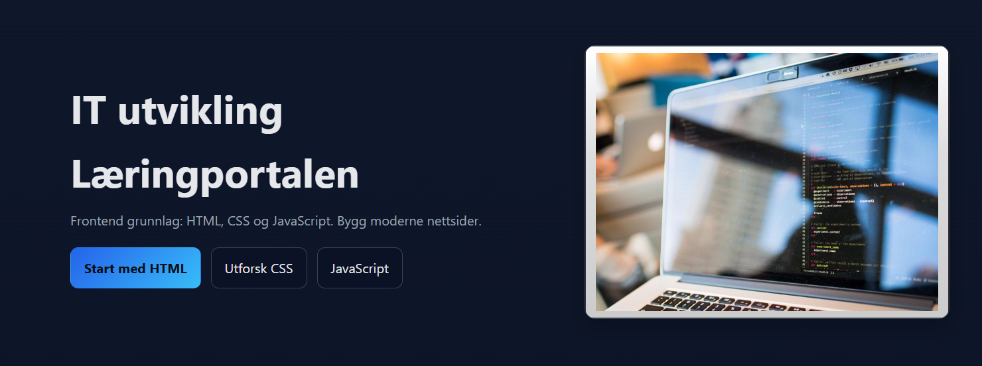 IT utvikling
Læringportalen
Frontend grunnlag: HTML, CSS og JavaScript. Bygg moderne nettsider.
Start med HTML
Utforsk CSS
JavaScript